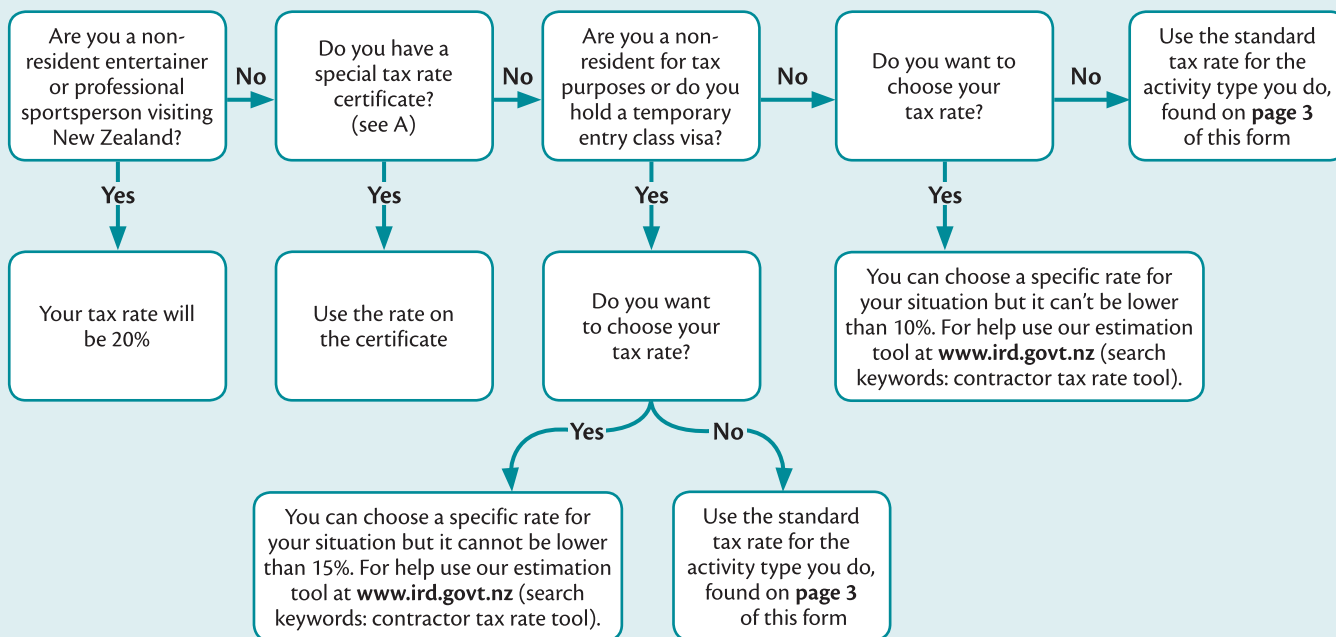 Are you a non-
resident entertainer
or professional
sportsperson visiting
New Zealand?
No
Do you have a
special tax rate
certificate?
(see A)
No
Are you a non-
resident for tax
purposes or do you
hold a temporary
entry class visa?
No
Do you want to
choose your
tax rate?
No
Use the standard
tax rate for the
activity type you do,
found on page 3
of this form
Yes
Yes
Yes
Yes
Your tax rate will
be 20%
Use the rate on
the certificate
Do you want
to choose your
tax rate?
You can choose a specific rate for
your situation but it can’t be lower
than 10%. For help use our estimation
tool at www.ird.govt.nz (search
keywords: contractor tax rate tool).
Yes
No
You can choose a specific rate for
your situation but it cannot be lower
than 15%. For help use our estimation
tool at www.ird.govt.nz (search
keywords: contractor tax rate tool).
Use the standard
tax rate for the
activity type you do,
found on page 3
of this form